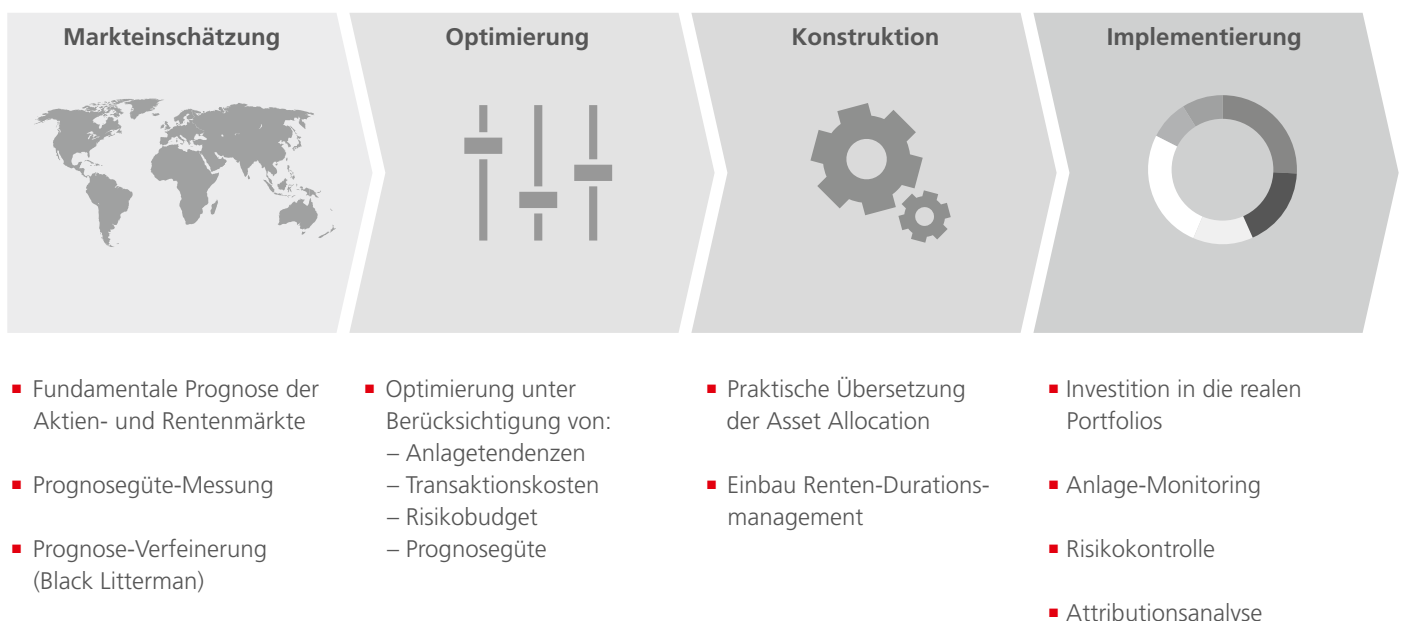 Markteinschätzung
Fundamentale Prognose der
Aktien- und Rentenmärkte
Prognosegüte-Messung
Prognose-Verfeinerung
(Black Litterman)
Optimierung
Optimierung unter
Berücksichtigung von:
– Anlagetendenzen
– Transaktionskosten
– Risikobudget
– Prognosegüte
Konstruktion
Praktische Übersetzung
der Asset Allocation
Einbau Renten-Durations-
management
Implementierung
Investition in die realen
Portfolios
Anlage-Monitoring
Risikokontrolle
Attributionsanalyse